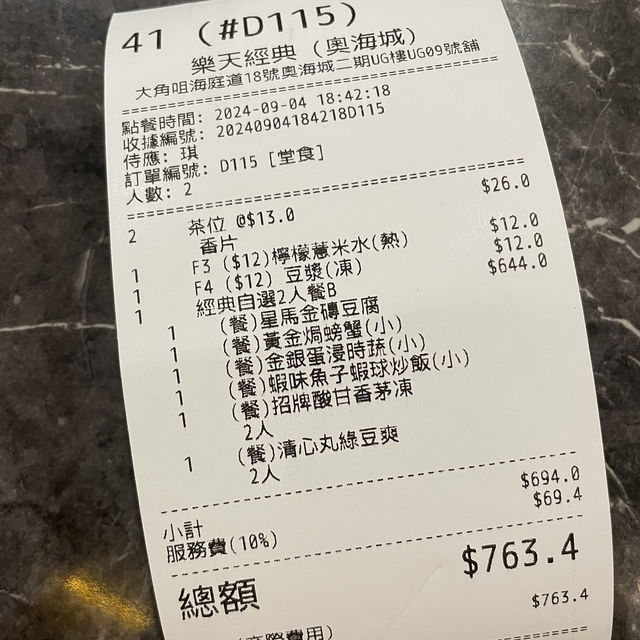 41 (#D115)
樂天經典 (奧海城)
大角咀海庭道18號奧海城二期UG樓UG09號舖
點餐時間: 2024-09-04 18:42:18
收據編號: 20240904184218D115
侍應: 琪
訂單編號: D115 [堂食]
人數: 2
2 茶位 @$13.0 $26.0
香片
1 F3 ($12)檸檬薏米水(熱) $12.0
1 F4 ($12) 豆漿(凍) $12.0
1 經典自選2人餐B $644.0
1 (餐)星馬金磚豆腐
1 (餐)黃金焗螃蟹(小)
1 (餐)金銀蛋浸時蔬(小)
1 (餐)蝦味魚子蝦球炒飯(小)
1 (餐)招牌酸甘香茅凍
2人
1 (餐)清心丸綠豆爽
2人
小計 $694.0
服務費(10%) $69.4
總額 $763.4
$763.4